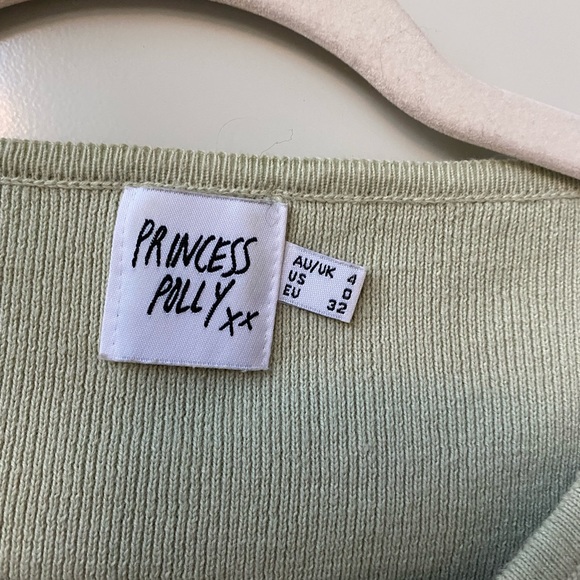 PRINCESS
POLLY
xx
AU/UK 4
US 0
EU 32